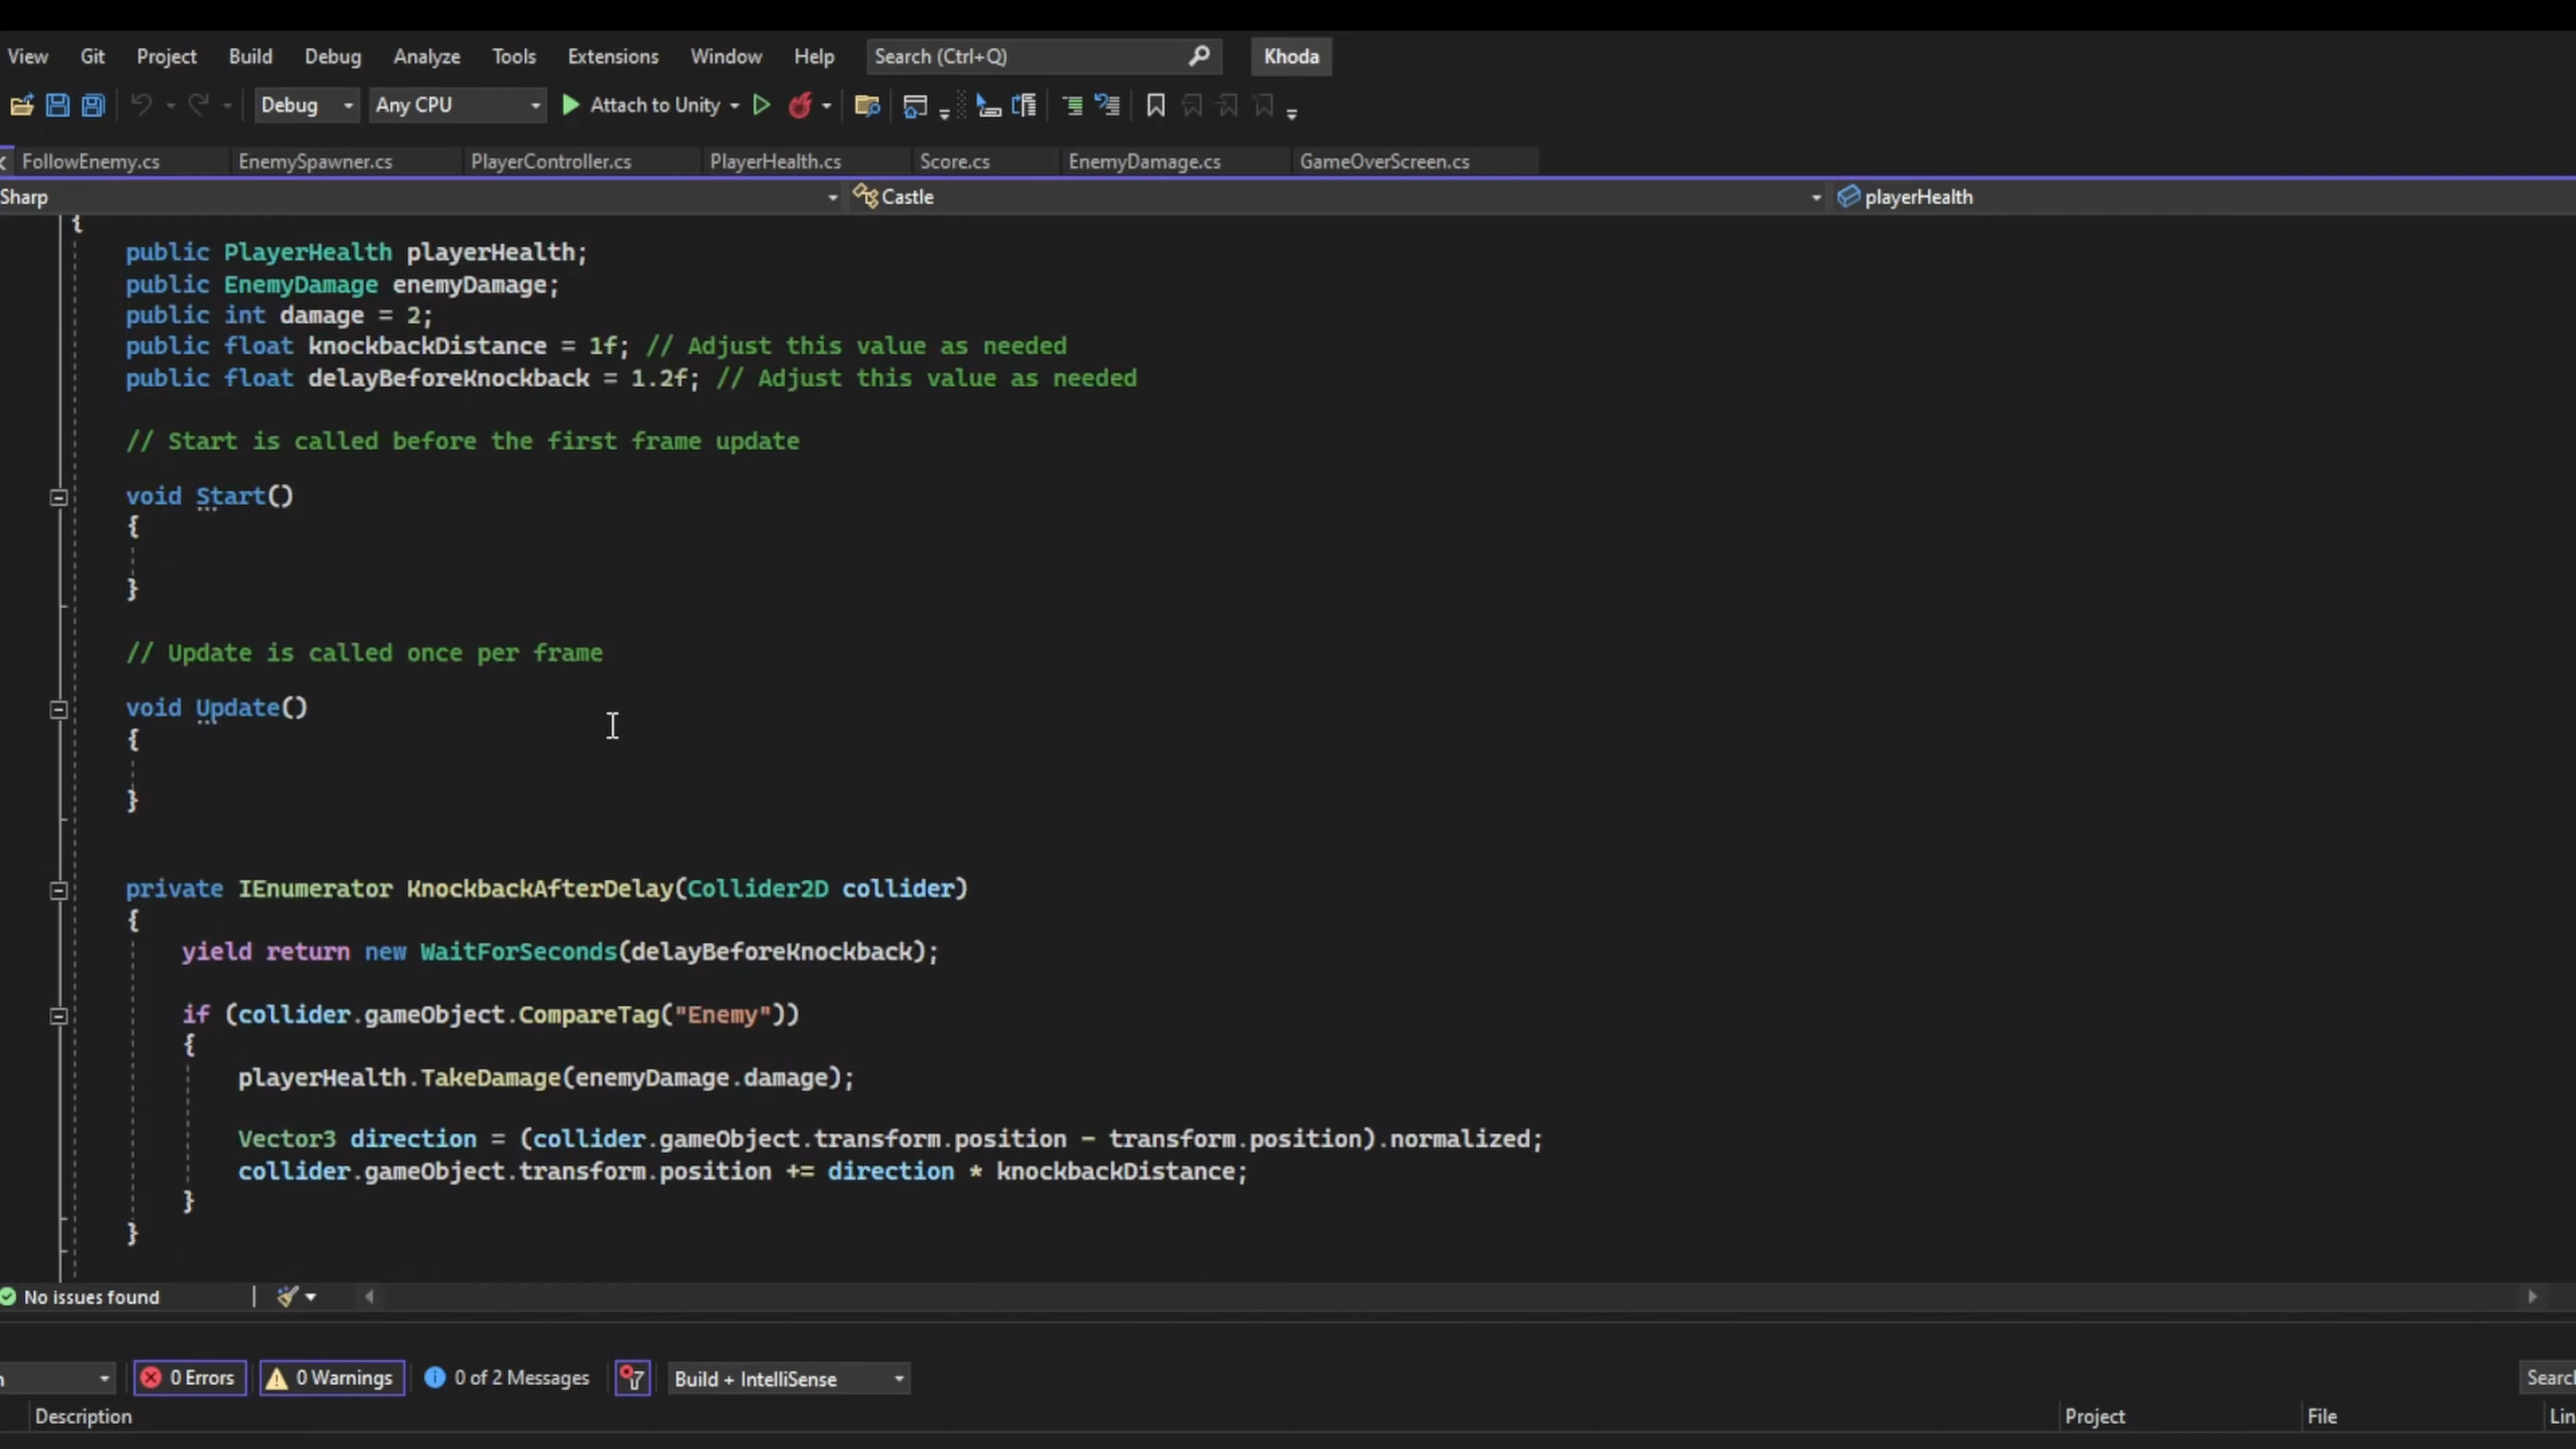 View Git Project Build Debug Analyze Tools Extensions Window Help Search (Ctrl+Q) Khoda
Debug Any CPU Attach to Unity
FollowEnemy.cs EnemySpawner.cs PlayerController.cs PlayerHealth.cs Score.cs EnemyDamage.cs GameOverScreen.cs
Sharp Castle playerHealth
{
public PlayerHealth playerHealth;
public EnemyDamage enemyDamage;
public int damage = 2;
public float knockbackDistance = 1f; // Adjust this value as needed
public float delayBeforeKnockback = 1.2f; // Adjust this value as needed
// Start is called before the first frame update
void Start()
{
}
// Update is called once per frame
void Update()
{
}
private IEnumerator KnockbackAfterDelay(Collider2D collider)
{
yield return new WaitForSeconds(delayBeforeKnockback);
if (collider.gameObject.CompareTag("Enemy"))
{
playerHealth.TakeDamage(enemyDamage.damage);
Vector3 direction = (collider.gameObject.transform.position - transform.position).normalized;
collider.gameObject.transform.position += direction * knockbackDistance;
}
}
No issues found
0 Errors 0 Warnings 0 of 2 Messages Build + IntelliSense Search
Description Project File Lin